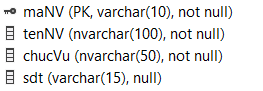 maNV (PK, varchar(10), not null)
tenNV (nvarchar(100), not null)
chucVu (nvarchar(50), not null)
sdt (varchar(15), null)